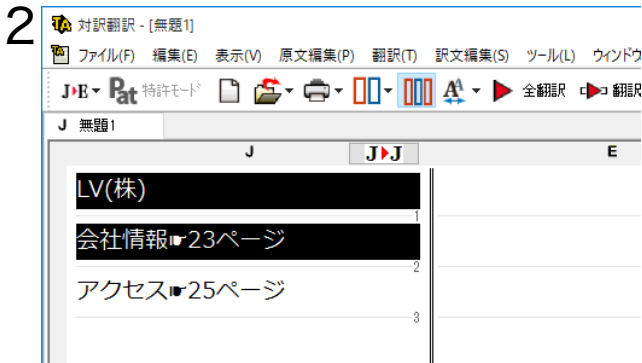 2
対訳翻訳 - [無題1]
ファイル(F) 編集(E) 表示(V) 原文編集(P) 翻訳(T) 訳文編集(S) ツール(L) ウィンドウ
J▶E Pat 特許モード 全翻訳 翻訳
J 無題1
J J▶J E
LV(株)
1
会社情報☛23ページ
2
アクセス☛25ページ
3